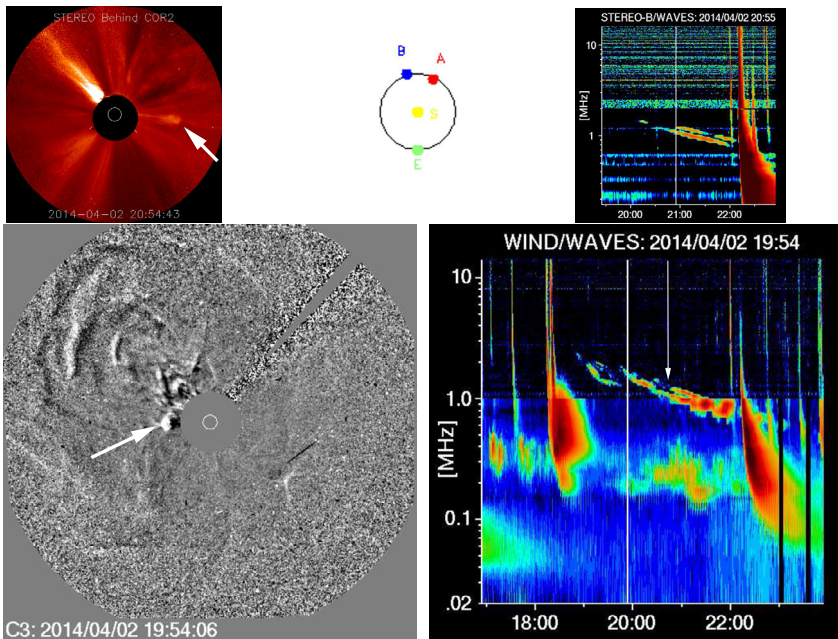 STEREO Behind COR2
2014-04-02 20:54:43
B
A
S
E
STEREO-B/WAVES: 2014/04/02 20:55
10
1
[MHz]
20:00 21:00 22:00
C3: 2014/04/02 19:54:06
WIND/WAVES: 2014/04/02 19:54
10
1.0
[MHz]
0.1
.02
18:00 20:00 22:00